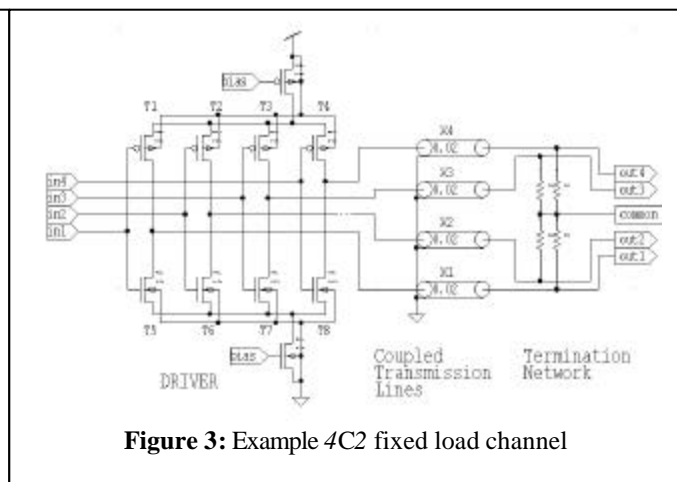 bias
T1 T2 T3 T4
in4
in3
in2
in1
T5 T6 T7 T8
bias
DRIVER
X4
X3
X2
X1
out4
out3
common
out2
out1
Coupled
Transmission
Lines
Termination
Network
Figure 3: Example 4C2 fixed load channel